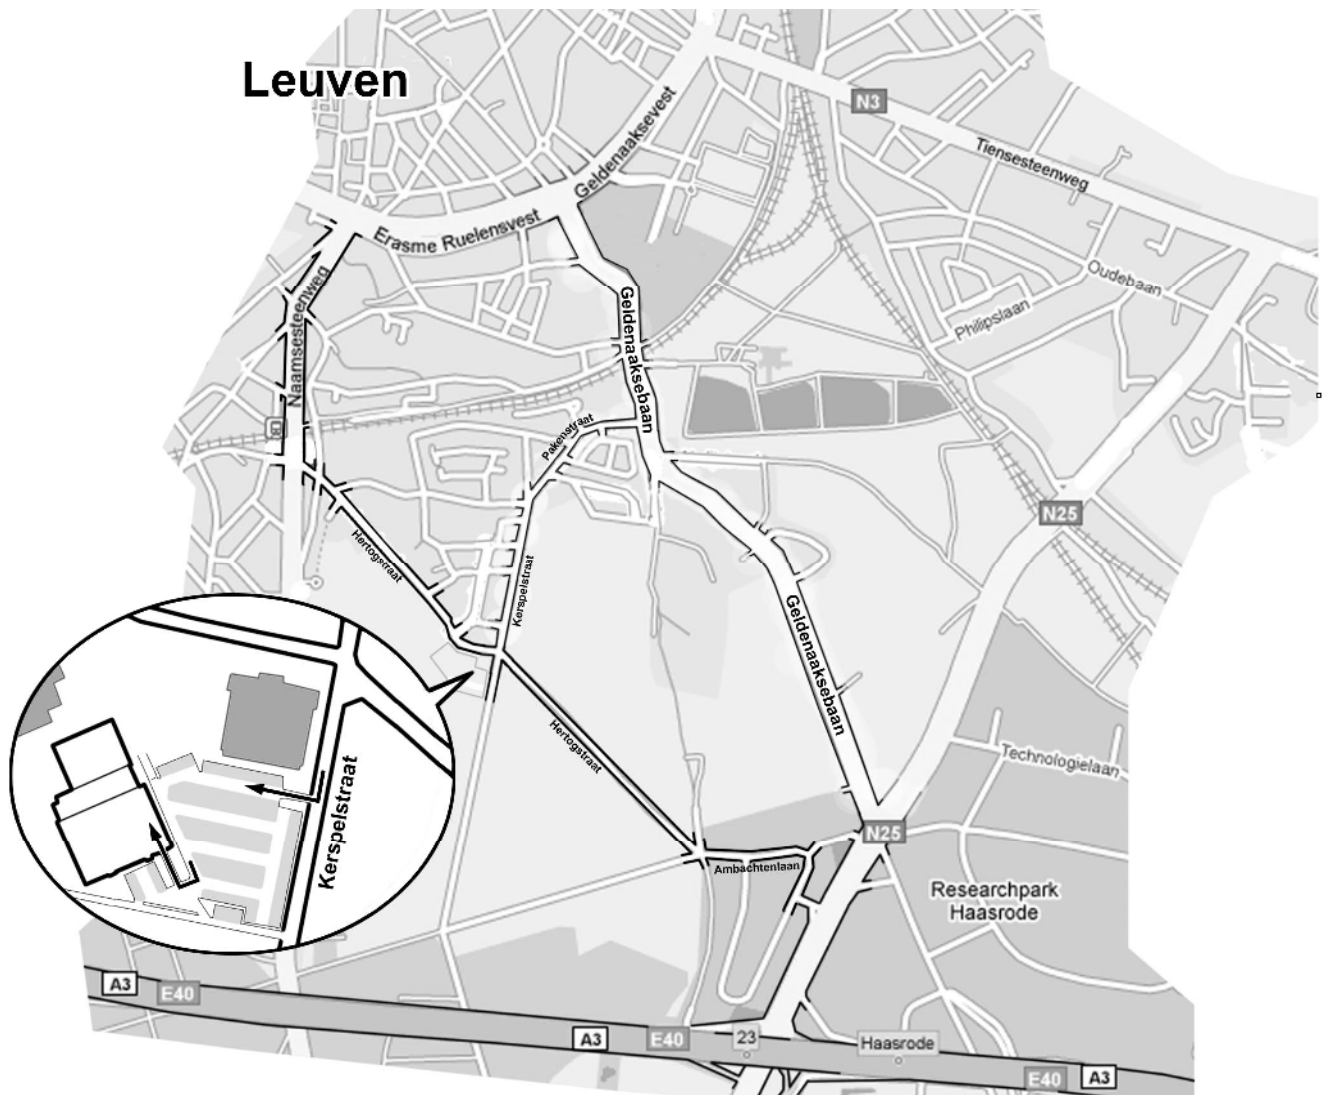 Leuven
N3
Geldenaaksevest
Tiensesteenweg
Erasme Ruelensvest
Oudebaan
Naamsesteenweg
Geldenaaksebaan
Philipslaan
Pakenstraat
N25
Hertogstraat
Kerspelstraat
Geldenaaksebaan
Hertogstraat
Technologielaan
Kerspelstraat
N25
Ambachtenlaan
Researchpark
Haasrode
A3
E40
A3
E40
23
Haasrode
E40
A3